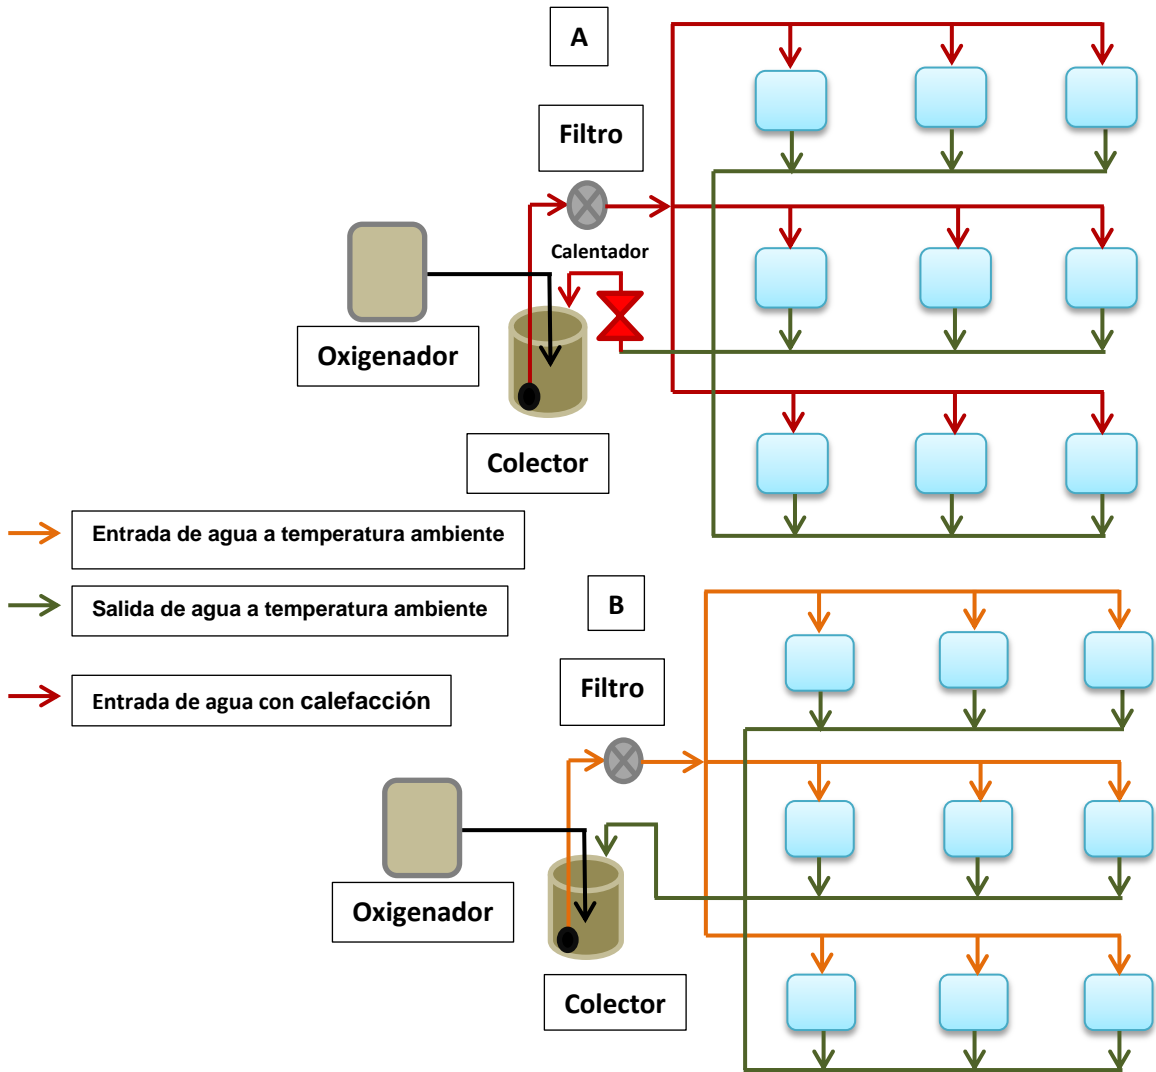 A
Filtro
Calentador
Oxigenador
Colector
Entrada de agua a temperatura ambiente
Salida de agua a temperatura ambiente
Entrada de agua con calefacción
B
Filtro
Oxigenador
Colector